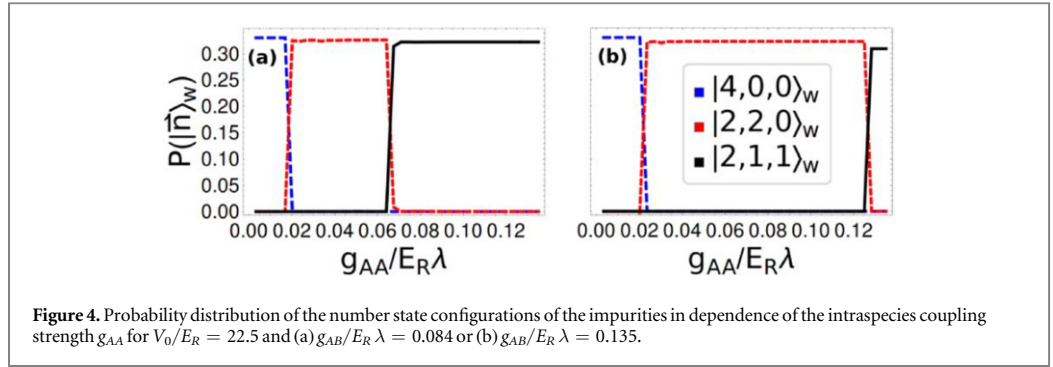 (a)
P(|n⃗⟩w)
0.30
0.25
0.20
0.15
0.10
0.05
0.00
0.00 0.02 0.04 0.06 0.08 0.10 0.12
gAA/ERλ
(b)
|4,0,0⟩w
|2,2,0⟩w
|2,1,1⟩w
0.00 0.02 0.04 0.06 0.08 0.10 0.12
gAA/ERλ
Figure 4. Probability distribution of the number state configurations of the impurities in dependence of the intraspecies coupling
strength gAA for V0/ER = 22.5 and (a) gAB/ER λ = 0.084 or (b) gAB/ER λ = 0.135.